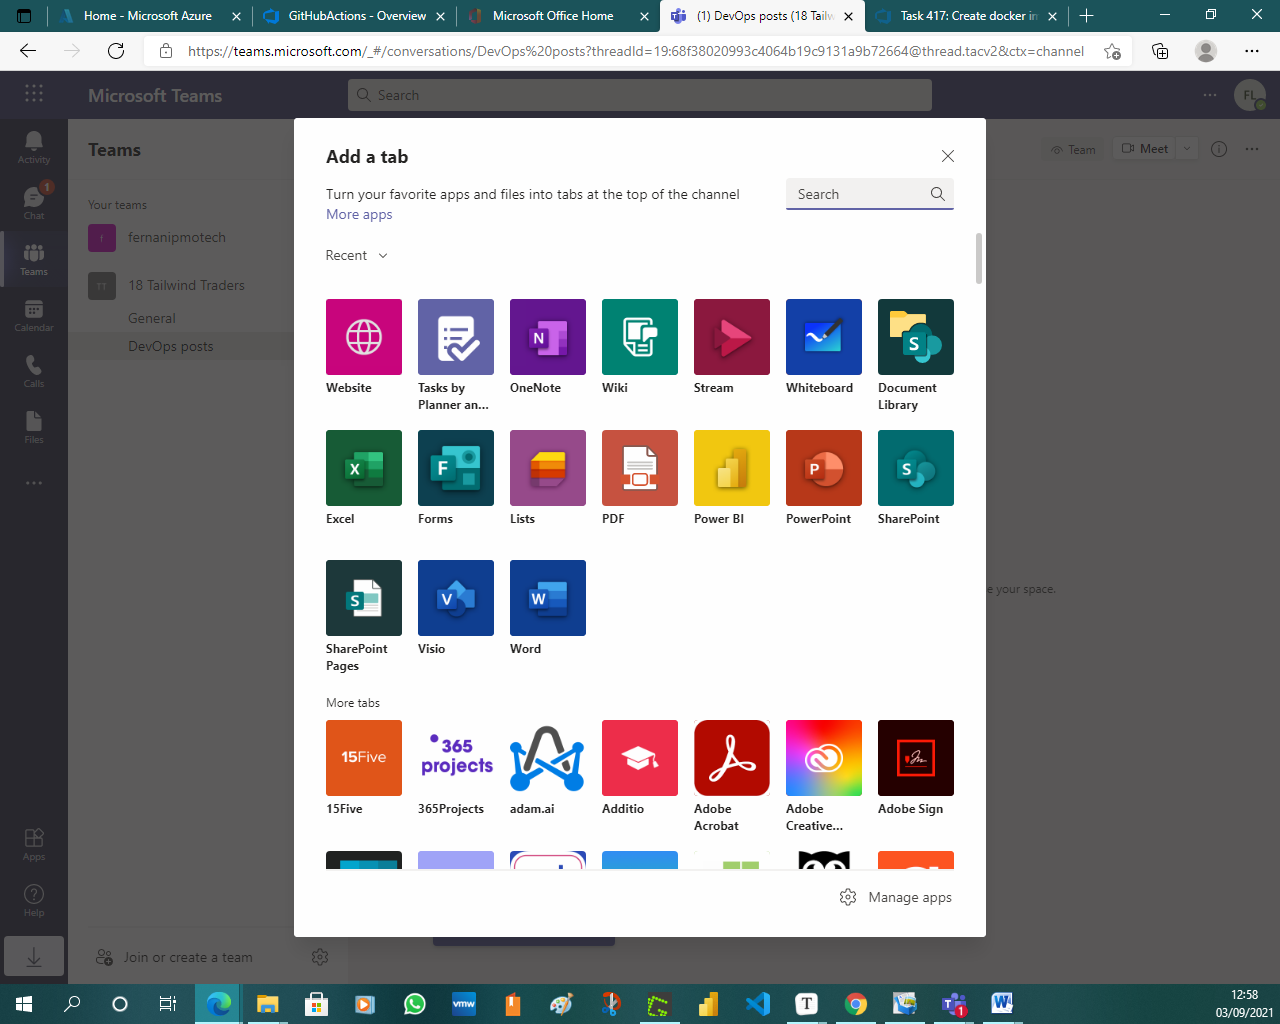 Home - Microsoft Azure
GitHubActions - Overview
Microsoft Office Home
(1) DevOps posts (18 Tailw
Task 417: Create docker im
https://teams.microsoft.com/_#/conversations/DevOps%20posts?threadId=19:68f38020993c4064b19c9131a9b72664@thread.tacv2&ctx=channel
Microsoft Teams
Search
FL
Activity
Chat
1
Teams
Calendar
Calls
Files
Apps
Help
Teams
Your teams
f
fernanipmotech
TT
18 Tailwind Traders
General
DevOps posts
Join or create a team
Team
Meet
e your space.
Add a tab
Turn your favorite apps and files into tabs at the top of the channel
More apps
Search
Recent
Website
Tasks by
Planner an...
OneNote
Wiki
Stream
Whiteboard
Document
Library
Excel
Forms
Lists
PDF
Power BI
PowerPoint
SharePoint
SharePoint
Pages
Visio
Word
More tabs
15Five
365
projects
15Five
365Projects
adam.ai
Additio
Adobe
Acrobat
Adobe
Creative...
Adobe Sign
Manage apps
vmw
T
1
12:58
03/09/2021